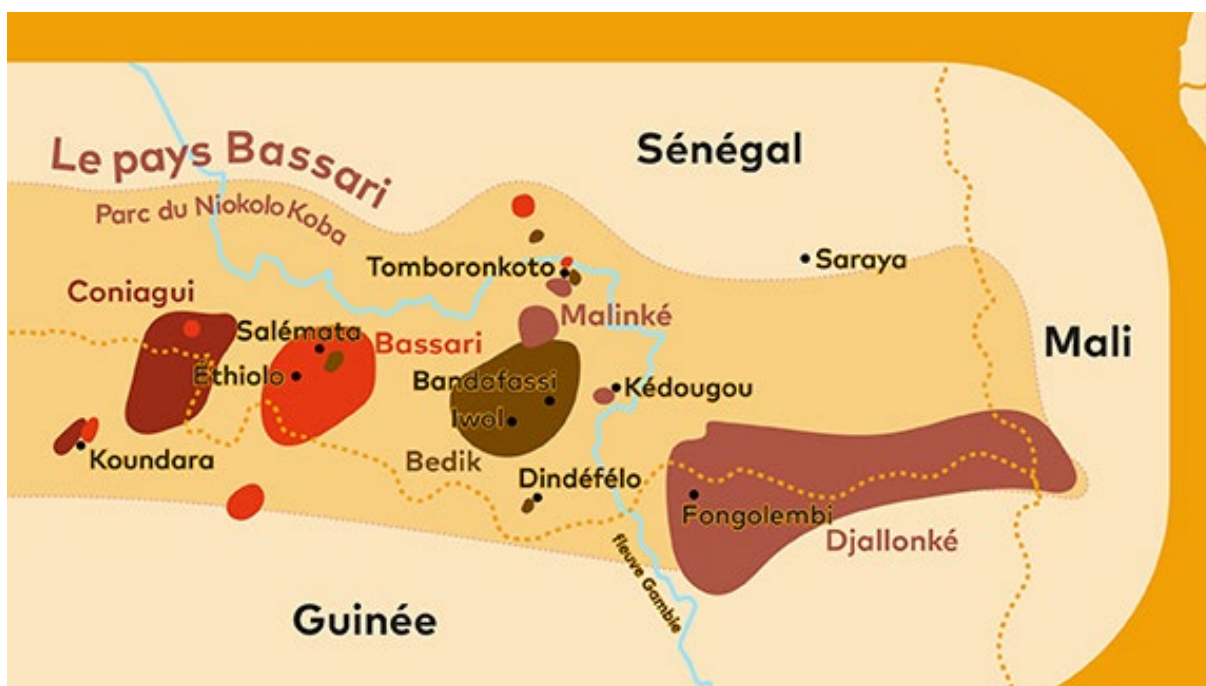 Le pays Bassari
Parc du Niokolo Koba
Sénégal
Tomboronkoto
Saraya
Coniagui
Malinké
Mali
Salémata
Bassari
Éthiolo
Bandafassi
Kédougou
Iwol
Koundara
Bedik
Dindéfélo
Fongolembi
Djallonké
fleuve Gambie
Guinée